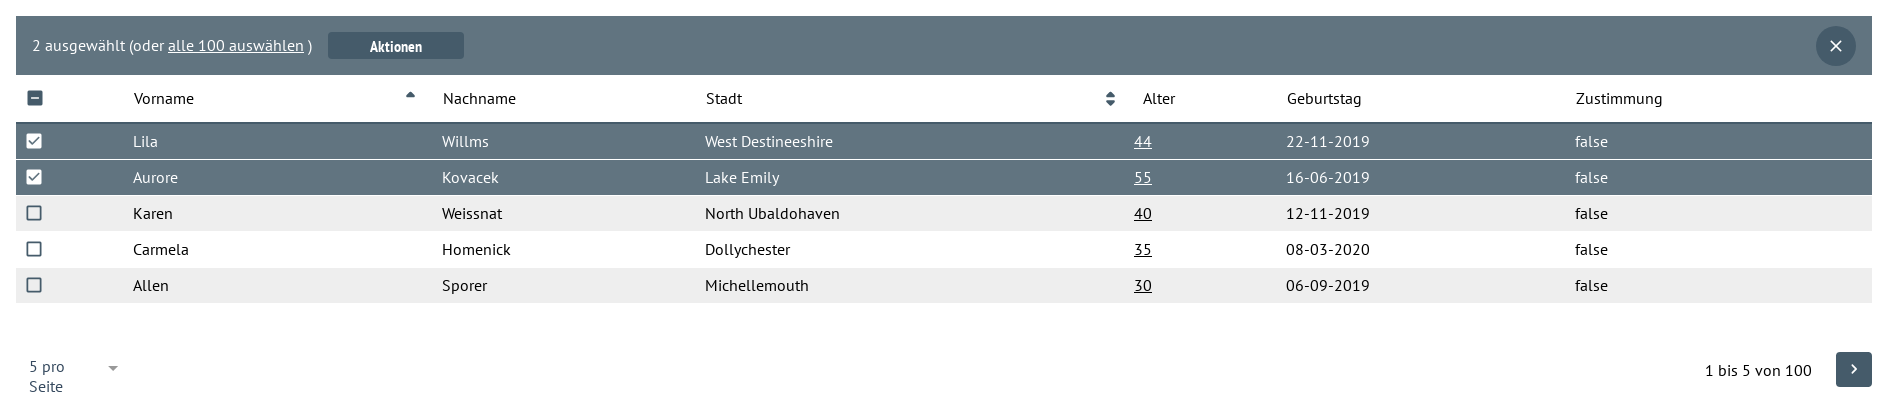 2 ausgewählt (oder alle 100 auswählen ) Aktionen
Vorname Nachname Stadt Alter Geburtstag Zustimmung
Lila Willms West Destineeshire 44 22-11-2019 false
Aurore Kovacek Lake Emily 55 16-06-2019 false
Karen Weissnat North Ubaldohaven 40 12-11-2019 false
Carmela Homenick Dollychester 35 08-03-2020 false
Allen Sporer Michellemouth 30 06-09-2019 false
5 pro
Seite
1 bis 5 von 100